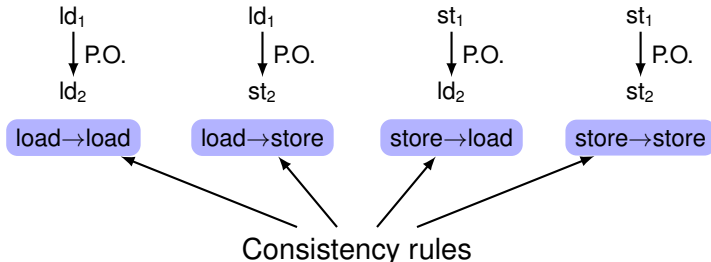 ld₁ ld₁ st₁ st₁
P.O. P.O. P.O. P.O.
ld₂ st₂ ld₂ st₂
load→load load→store store→load store→store
Consistency rules